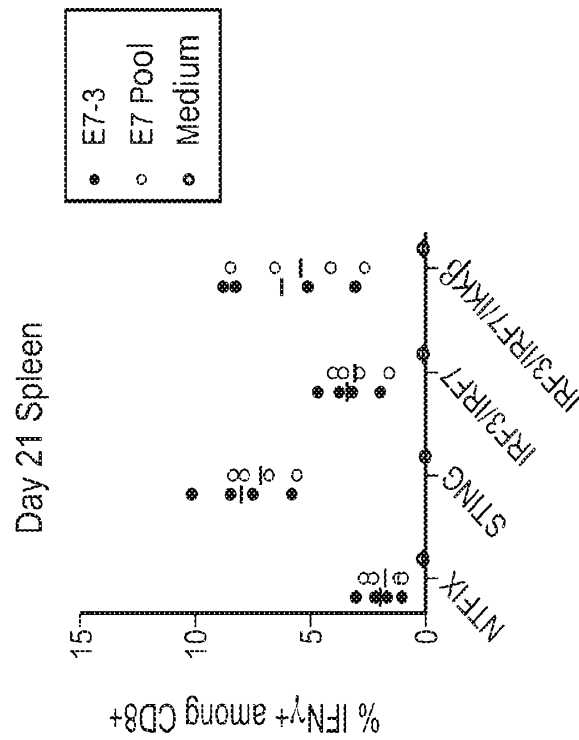 Day 21 Spleen
E7-3
E7 Pool
Medium
% IFNγ+ among CD8+
15
10
5
0
NTFIX
STING
IRF3/IRF7
IRF3/IRF7/IKKβ